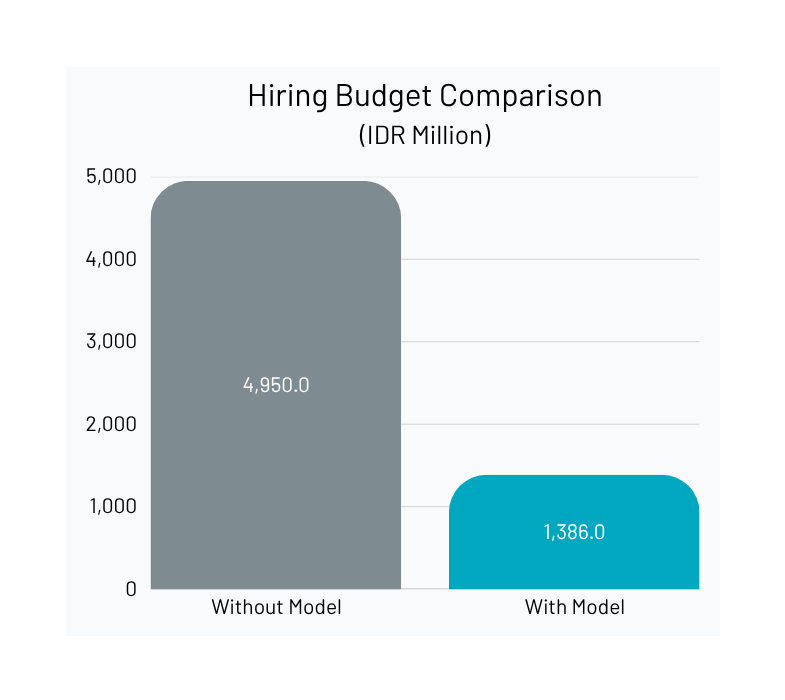 Hiring Budget Comparison
(IDR Million)
5,000
4,000
3,000
2,000
1,000
0
4,950.0
1,386.0
Without Model
With Model